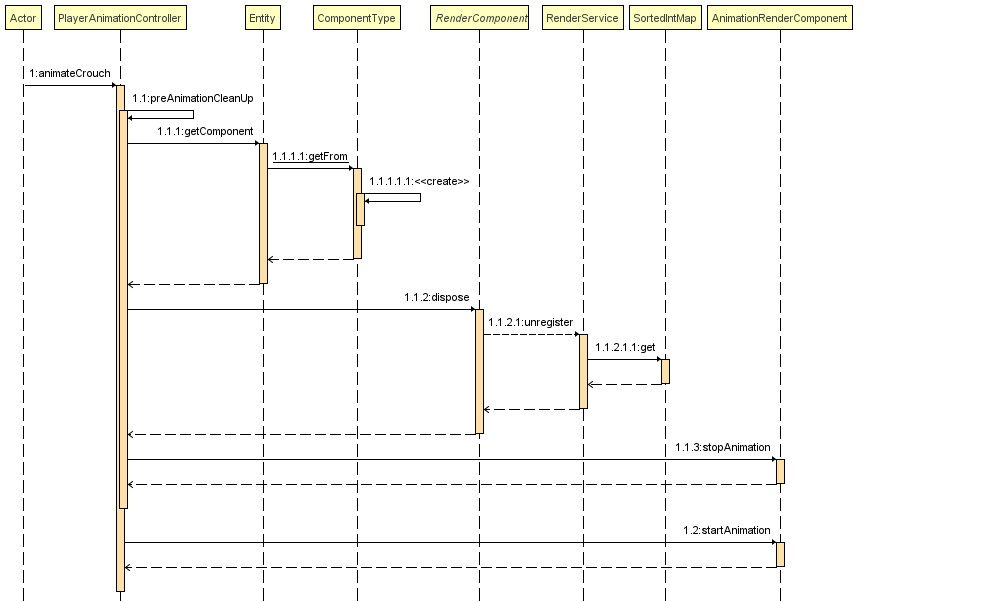 Actor
PlayerAnimationController
Entity
ComponentType
RenderComponent
RenderService
SortedIntMap
AnimationRenderComponent
1:animateCrouch
1.1:preAnimationCleanUp
1.1.1:getComponent
1.1.1.1:getFrom
1.1.1.1.1:<<create>>
1.1.2:dispose
1.1.2.1:unregister
1.1.2.1.1:get
1.1.3:stopAnimation
1.2:startAnimation